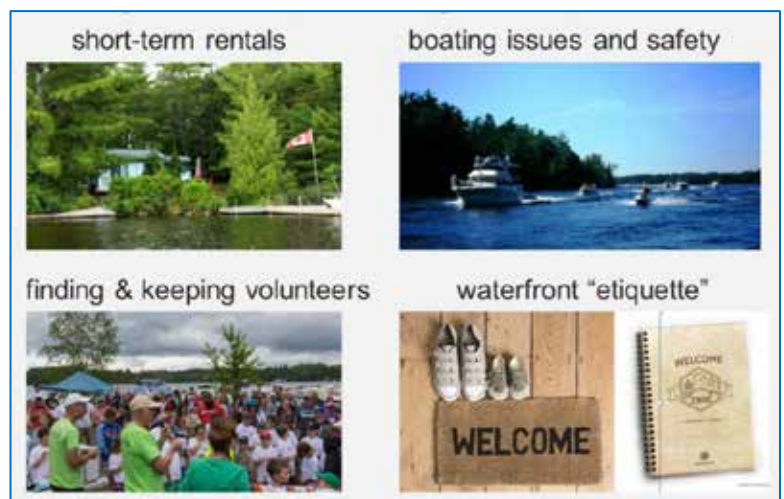 short-term rentals
boating issues and safety
finding & keeping volunteers
waterfront “etiquette”
WELCOME
WELCOME